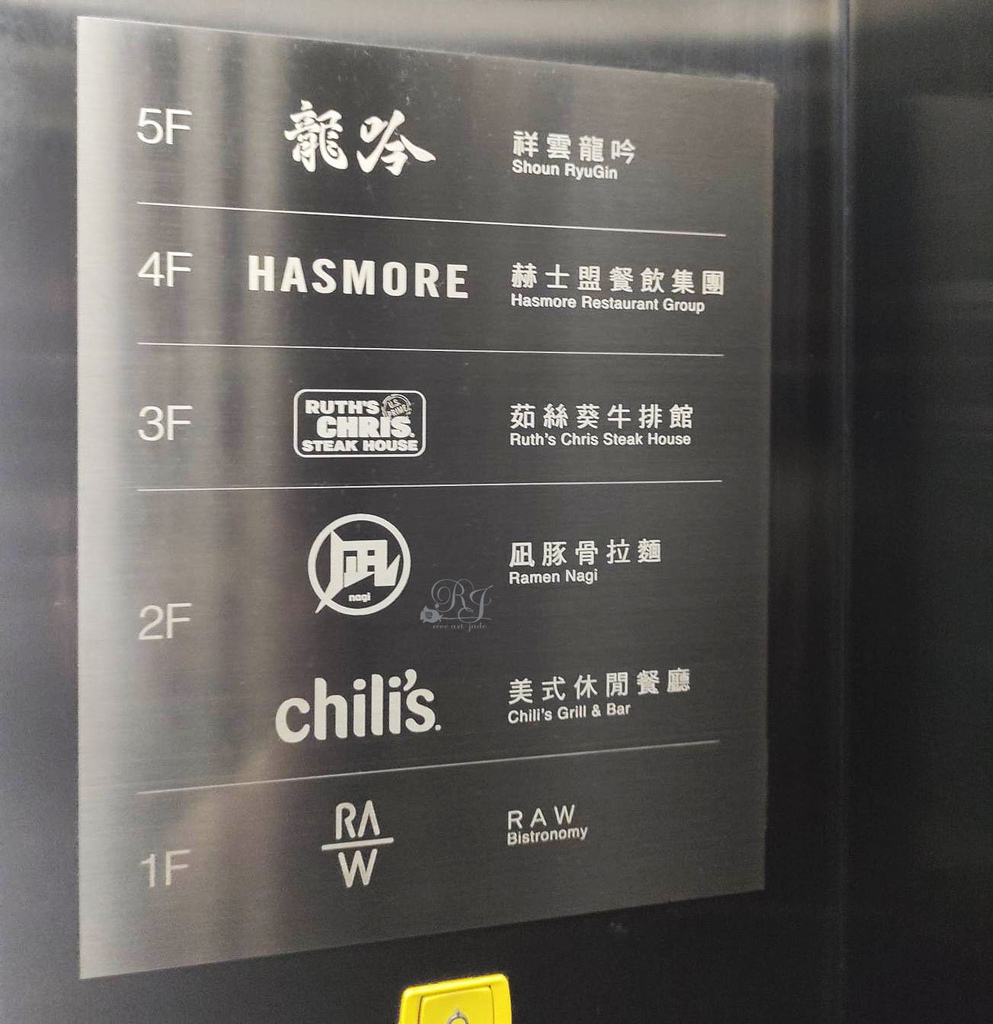 5F
龍吟
祥雲龍吟
Shoun RyuGin
4F
HASMORE
赫士盟餐飲集團
Hasmore Restaurant Group
3F
RUTH'S
U.S.
PRIME
CHRIS
STEAK HOUSE
茹絲葵牛排館
Ruth's Chris Steak House
2F
凪
nagi
凪豚骨拉麵
Ramen Nagi
RJ
chili's
美式休閒餐廳
Chili's Grill & Bar
1F
RA
W
RAW
Bistronomy